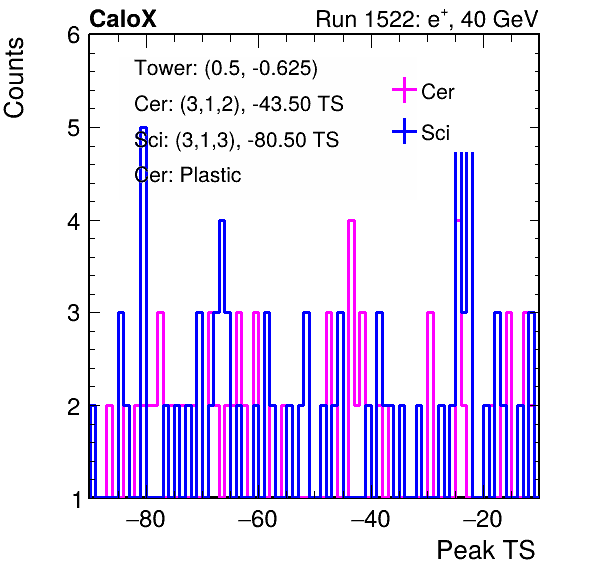 CaloX Run 1522: e+, 40 GeV
Counts
Tower: (0.5, -0.625)
Cer: (3,1,2), -43.50 TS
Sci: (3,1,3), -80.50 TS
Cer: Plastic
Cer
Sci
6
5
4
3
2
1
−80 −60 −40 −20
Peak TS